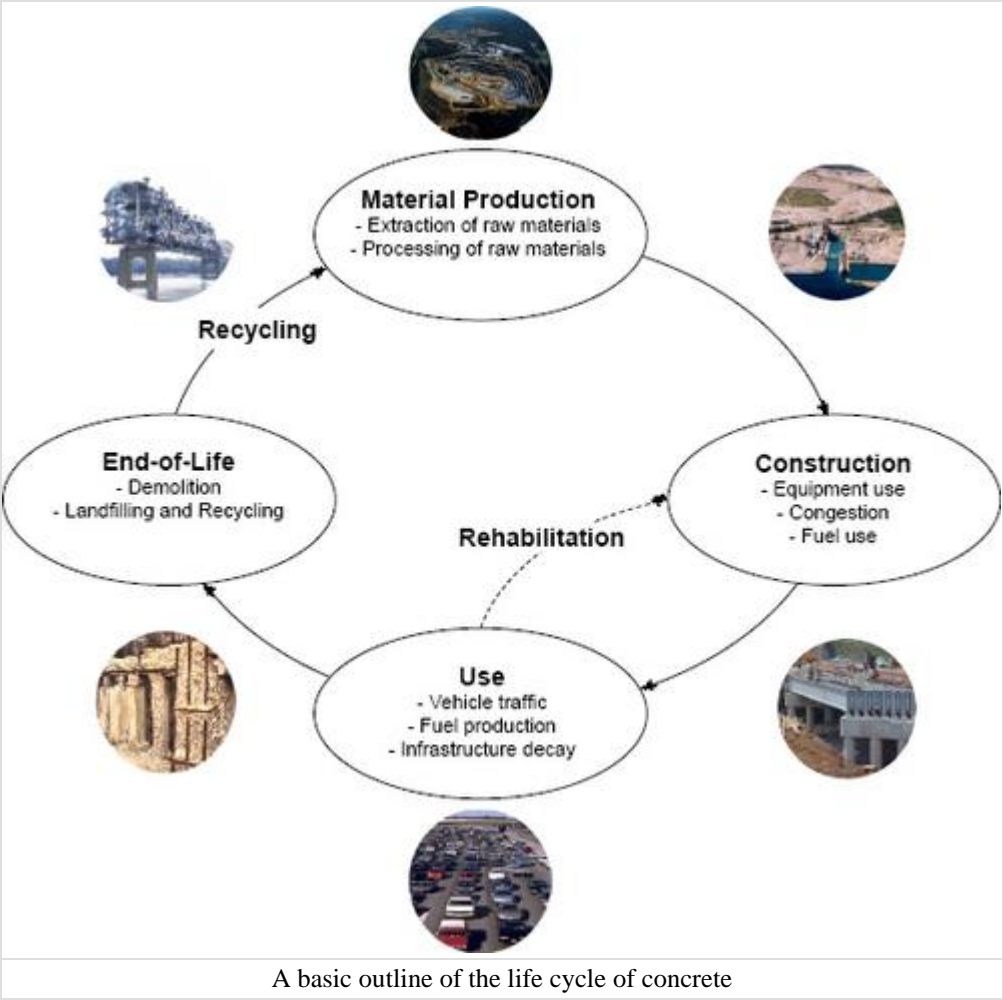 Material Production
- Extraction of raw materials
- Processing of raw materials
Recycling
End-of-Life
- Demolition
- Landfilling and Recycling
Construction
- Equipment use
- Congestion
- Fuel use
Rehabilitation
Use
- Vehicle traffic
- Fuel production
- Infrastructure decay
A basic outline of the life cycle of concrete